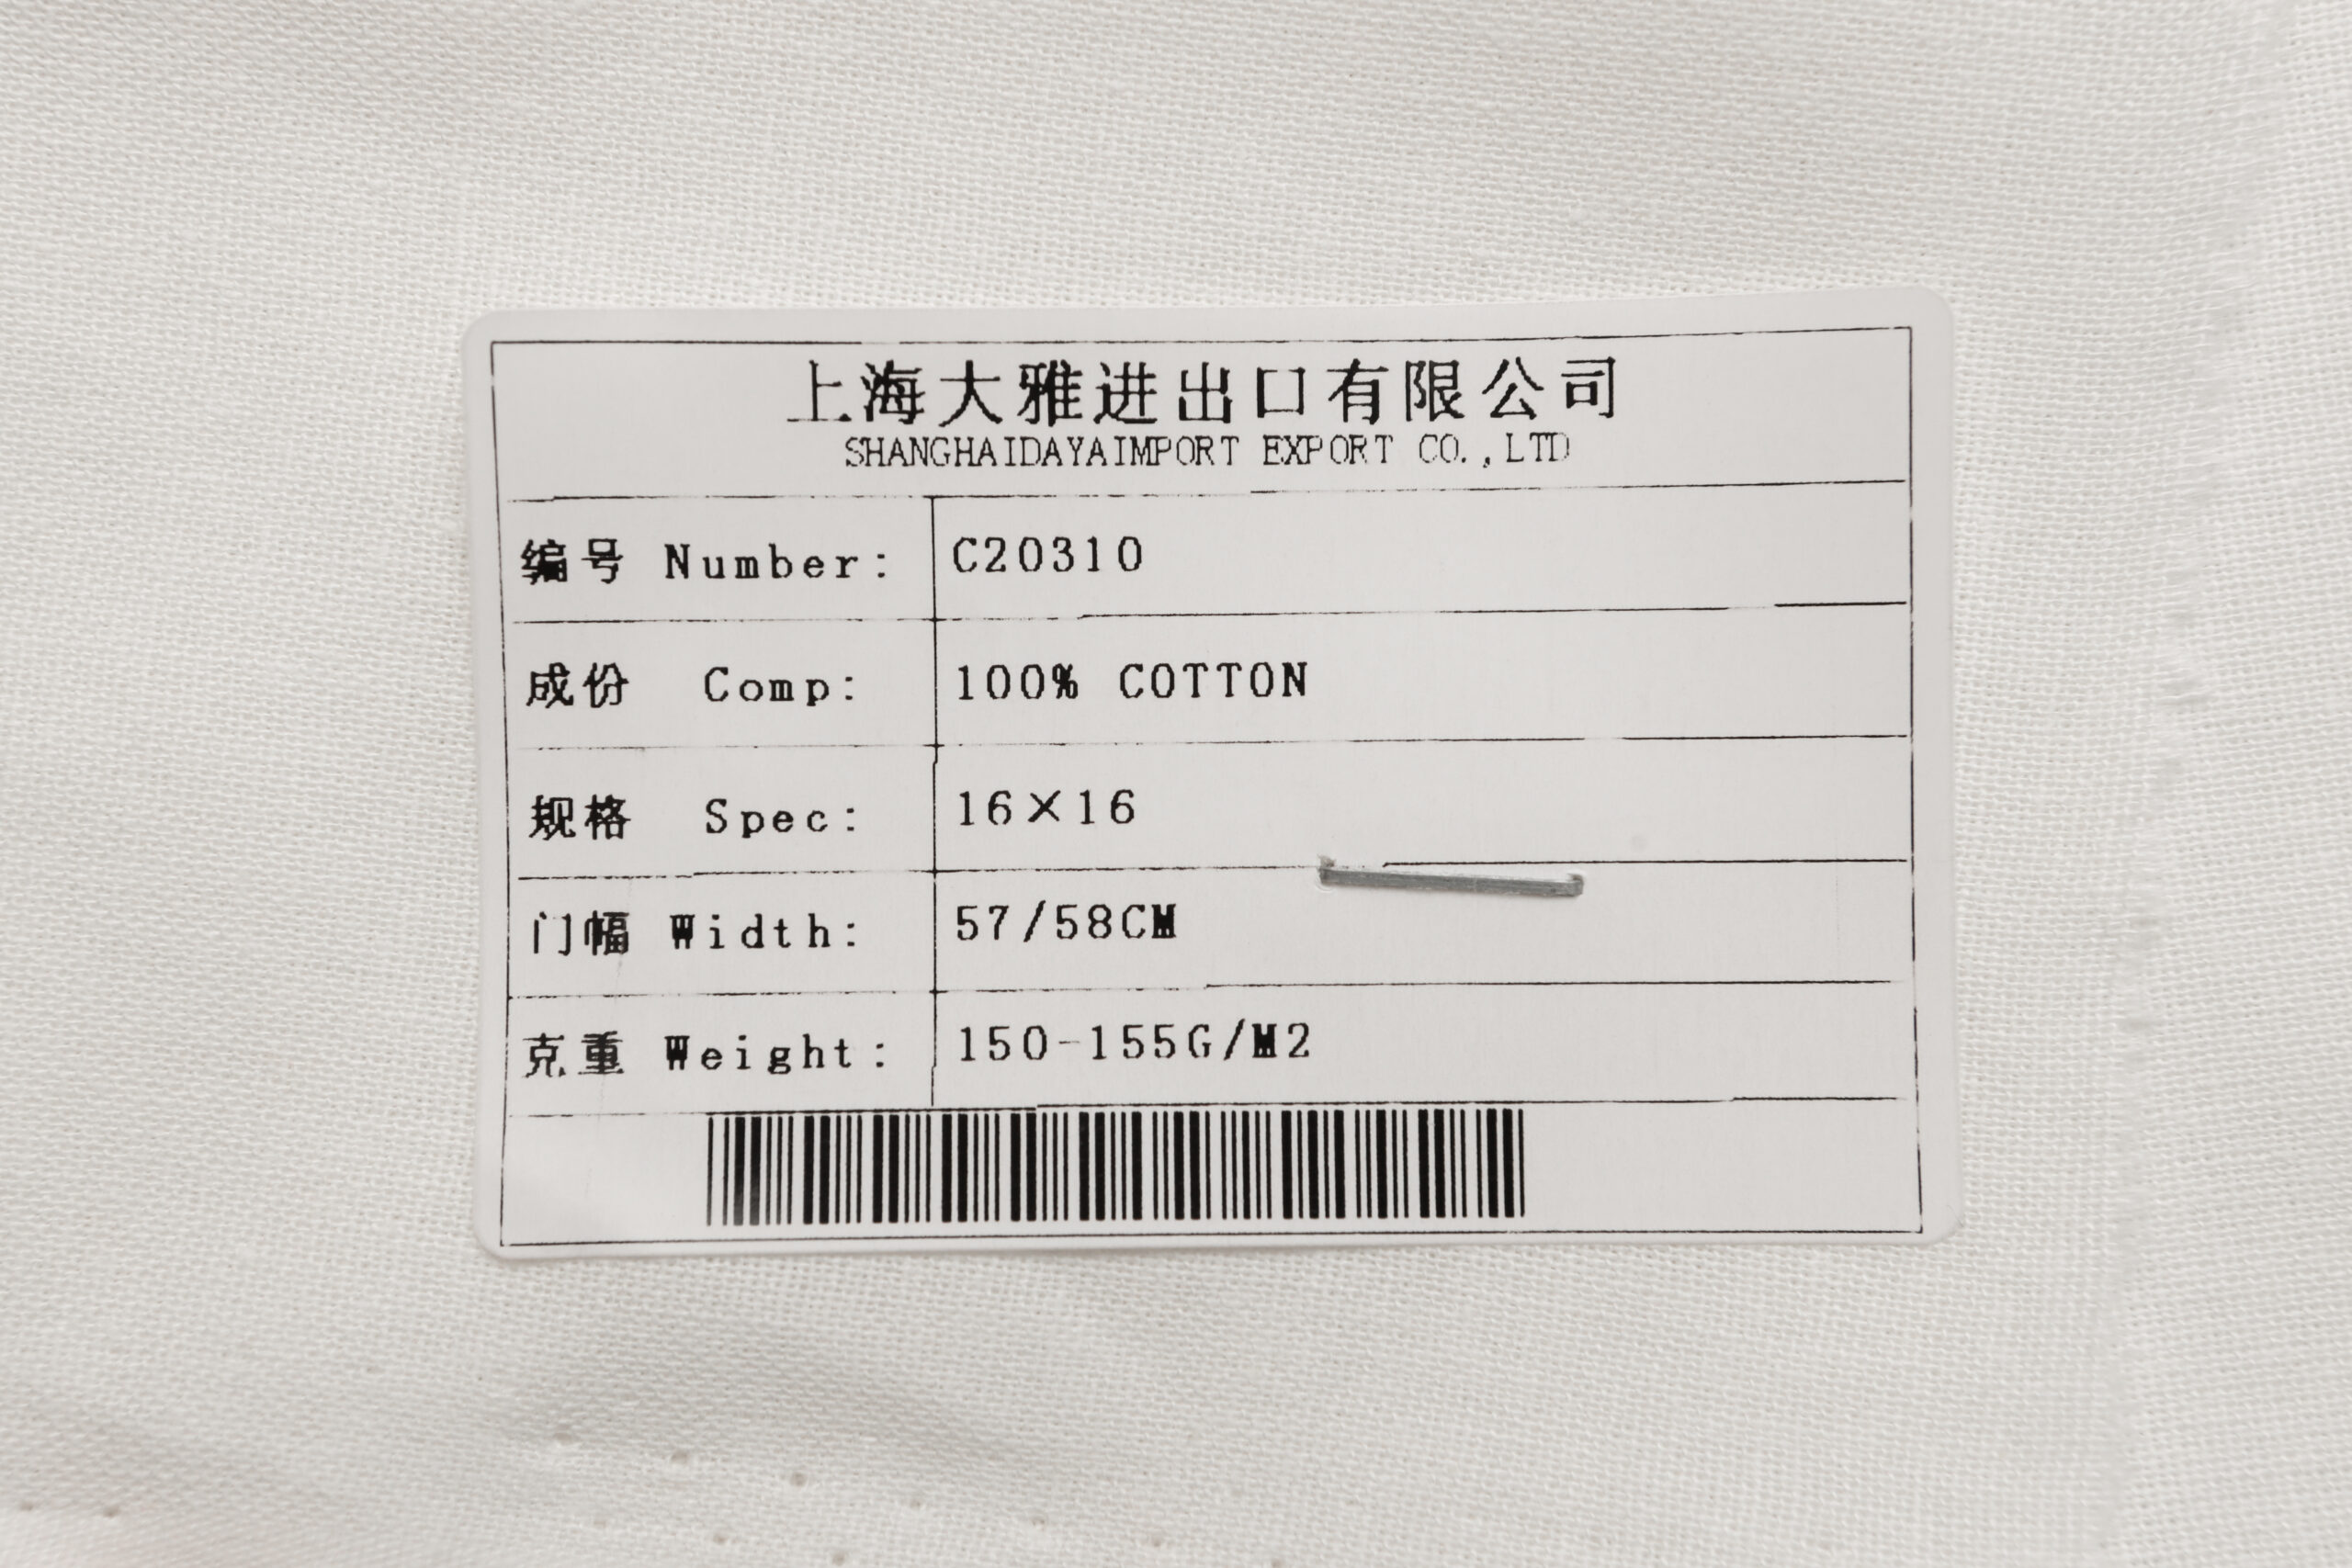 上海大雅进出口有限公司
SHANGHAIDAYAIMPORT EXPORT CO.,LTD
编号 Number: C20310
成份 Comp: 100% COTTON
规格 Spec: 16×16
门幅 Width: 57/58CM
克重 Weight: 150-155G/M2